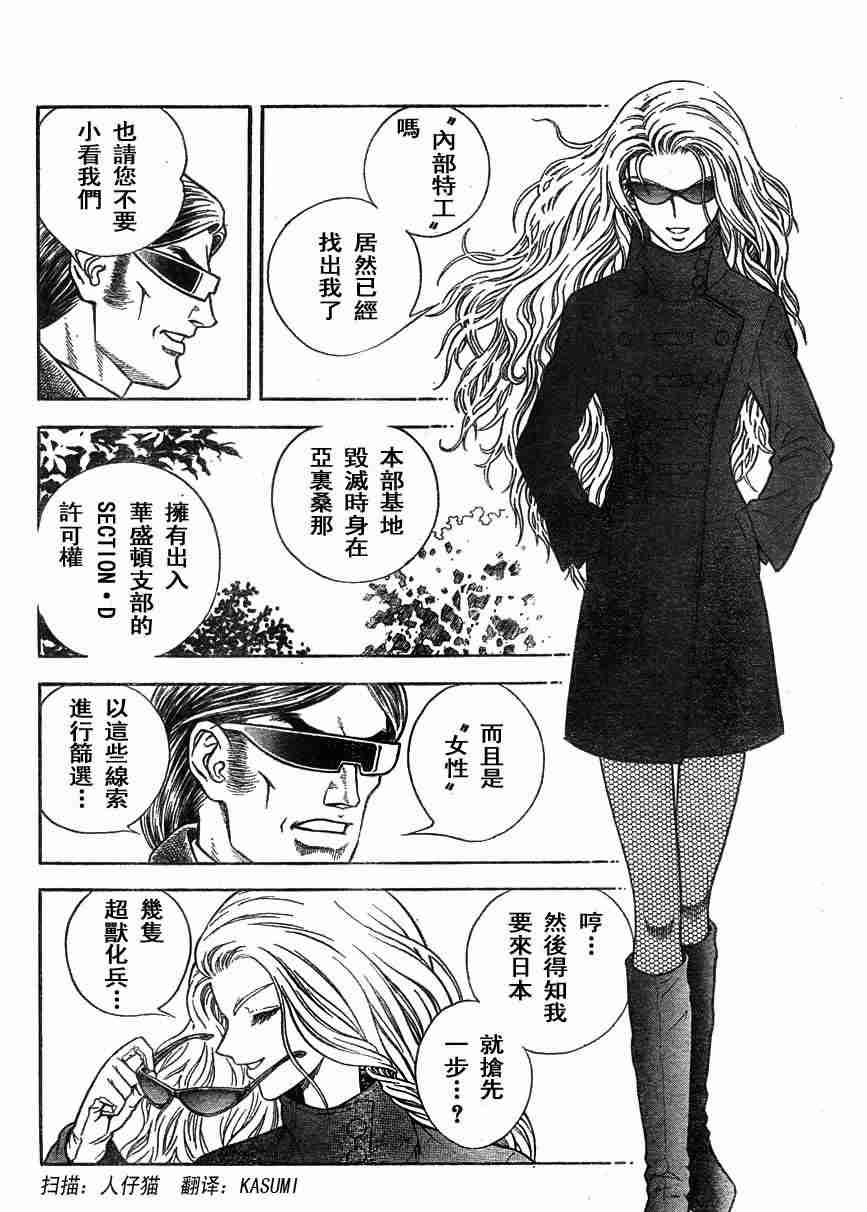 “內部特工”
嗎
居然已經
找出我了
也請您不要
小看我們
本部基地
毀滅時身在
亞裏桑那
擁有出入
華盛頓支部的
SECTION・D
許可權
而且是
“女性”
以這些線索
進行篩選…
哼…
然後得知我
要來日本
就搶先
一步…？
幾隻
超獸化兵…
扫描：人仔猫 翻译：KASUMI